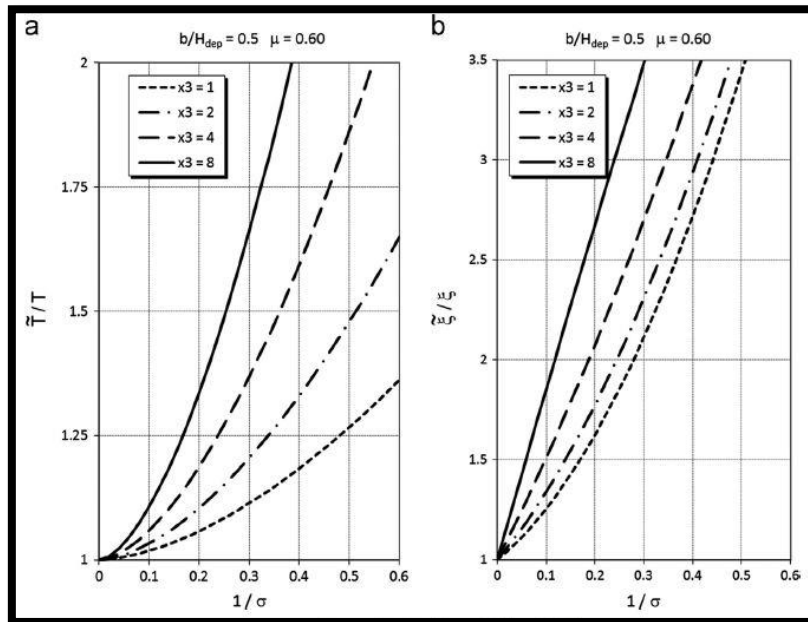 a
b/H_dep = 0.5 μ = 0.60
2
1.75
1.5
1.25
1
T̃ / T
x3 = 1
x3 = 2
x3 = 4
x3 = 8
0 0.1 0.2 0.3 0.4 0.5 0.6
1 / σ
b
b/H_dep = 0.5 μ = 0.60
3.5
3
2.5
2
1.5
1
ξ̃ / ξ
x3 = 1
x3 = 2
x3 = 4
x3 = 8
0 0.1 0.2 0.3 0.4 0.5 0.6
1 / σ